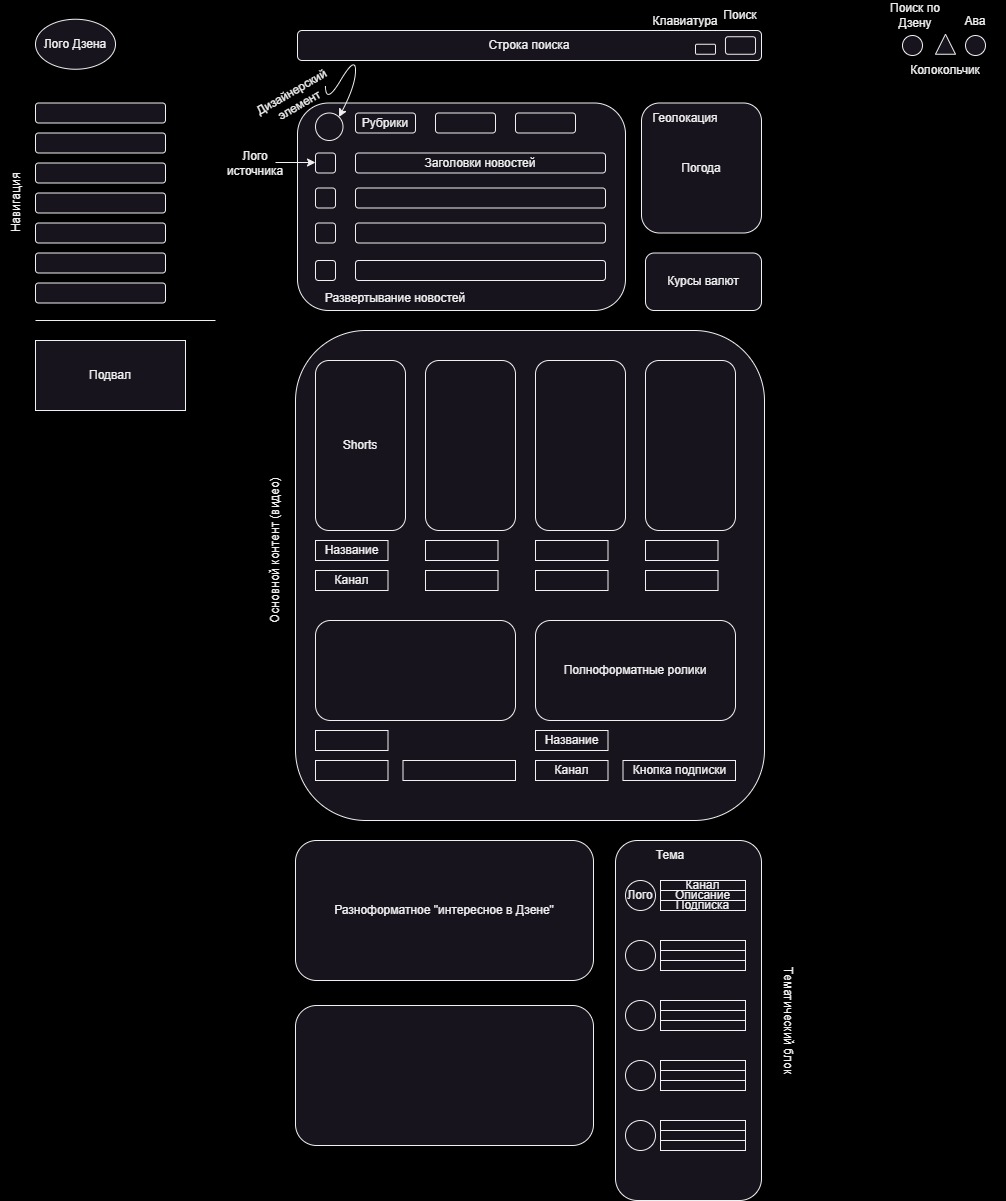 Лого Дзена
Клавиатура
Поиск
Строка поиска
Поиск по
Дзену
Ава
Колокольчик
Дизайнерский
элемент
Рубрики
Лого
источника
Заголовки новостей
Развертывание новостей
Геолокация
Погода
Курсы валют
Навигация
Подвал
Основной контент (видео)
Shorts
Название
Канал
Полноформатные ролики
Название
Канал
Кнопка подписки
Разноформатное "интересное в Дзене"
Тема
Лого
Канал
Описание
Подписка
Тематический блок